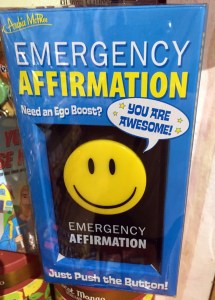 Archie McPhee
EMERGENCY
AFFIRMATION
Need an Ego Boost?
YOU ARE
AWESOME!
EMERGENCY
AFFIRMATION
Just Push the Button!